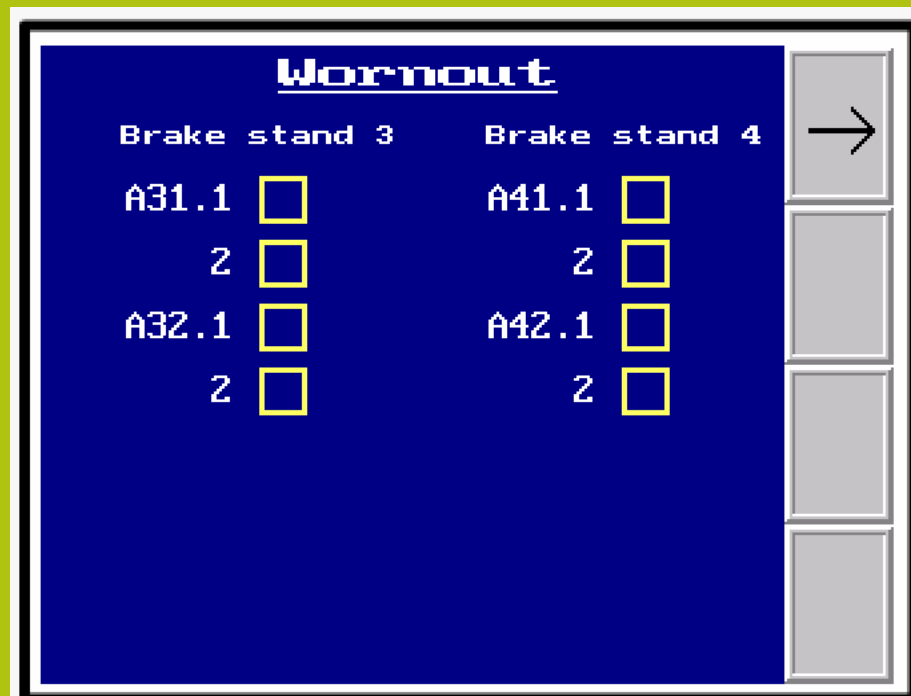 Wornout
Brake stand 3 Brake stand 4
A31.1 A41.1
2 2
A32.1 A42.1
2 2